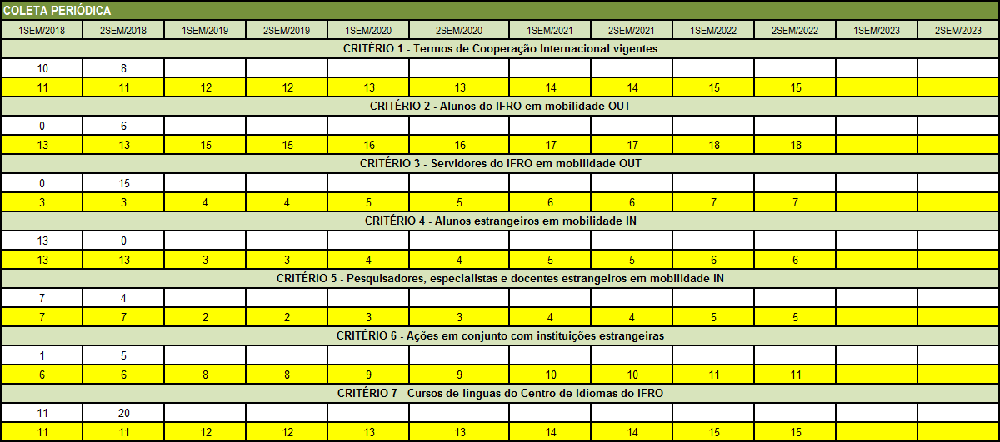 COLETA PERIÓDICA
1SEM/2018 2SEM/2018 1SEM/2019 2SEM/2019 1SEM/2020 2SEM/2020 1SEM/2021 2SEM/2021 1SEM/2022 2SEM/2022 1SEM/2023 2SEM/2023
CRITÉRIO 1 - Termos de Cooperação Internacional vigentes
10 8
11 11 12 12 13 13 14 14 15 15
CRITÉRIO 2 - Alunos do IFRO em mobilidade OUT
0 6
13 13 15 15 16 16 17 17 18 18
CRITÉRIO 3 - Servidores do IFRO em mobilidade OUT
0 15
3 3 4 4 5 5 6 6 7 7
CRITÉRIO 4 - Alunos estrangeiros em mobilidade IN
13 0
13 13 3 3 4 4 5 5 6 6
CRITÉRIO 5 - Pesquisadores, especialistas e docentes estrangeiros em mobilidade IN
7 4
7 7 2 2 3 3 4 4 5 5
CRITÉRIO 6 - Ações em conjunto com instituições estrangeiras
1 5
6 6 8 8 9 9 10 10 11 11
CRITÉRIO 7 - Cursos de linguas do Centro de Idiomas do IFRO
11 20
11 11 12 12 13 13 14 14 15 15